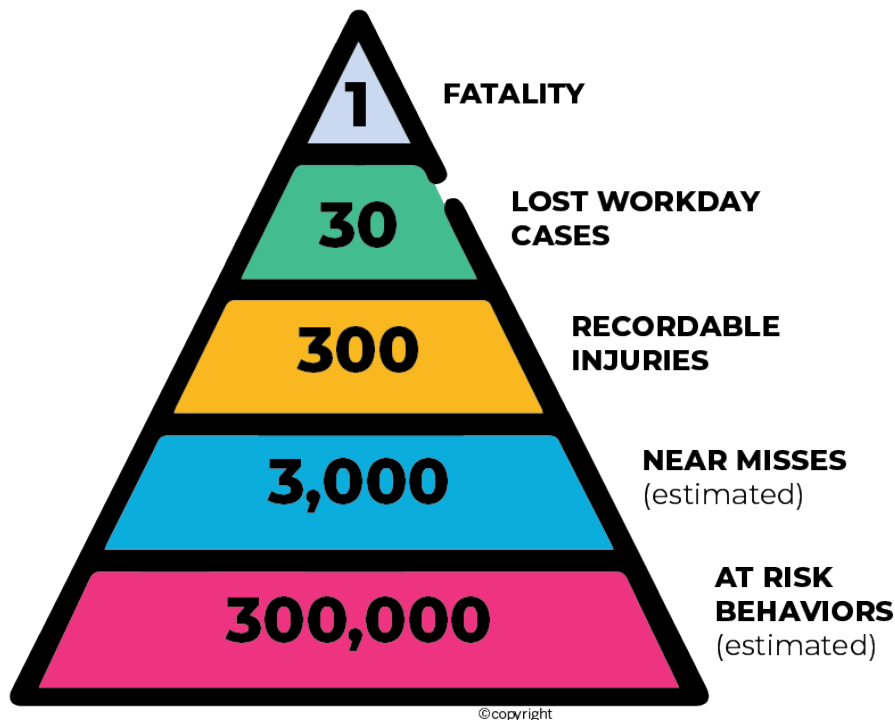 1
FATALITY
30
LOST WORKDAY
CASES
300
RECORDABLE
INJURIES
3,000
NEAR MISSES
(estimated)
300,000
AT RISK
BEHAVIORS
(estimated)
©copyright